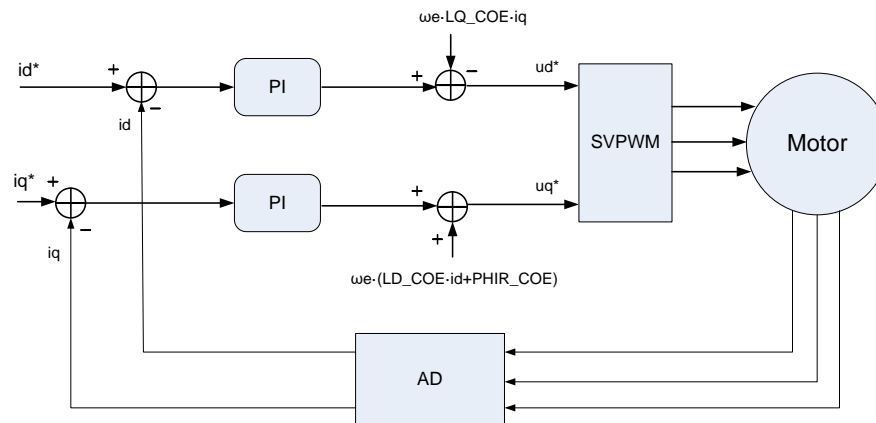 ωe·LQ_COE·iq
id*
+
−
PI
+
−
ud*
id
SVPWM
Motor
iq*
+
−
PI
+
+
uq*
iq
ωe·(LD_COE·id+PHIR_COE)
AD